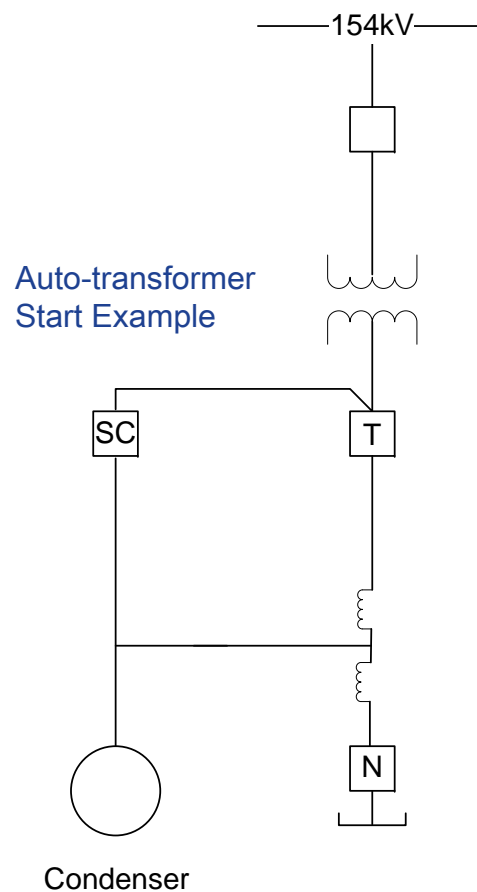 154kV
Auto-transformer
Start Example
SC
T
N
Condenser